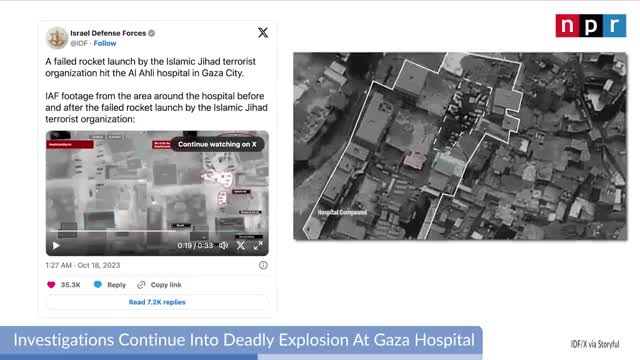 Israel Defense Forces
@IDF · Follow
X
A failed rocket launch by the Islamic Jihad terrorist
organization hit the Al Ahli hospital in Gaza City.
IAF footage from the area around the hospital before
and after the failed rocket launch by the Islamic Jihad
terrorist organization:
Continue watching on X
0:19 / 0:33
1:27 AM · Oct 18, 2023
35.3K Reply Copy link
Read 7.2K replies
npr
Hospital Compound
Investigations Continue Into Deadly Explosion At Gaza Hospital
IDF/X via Storyful